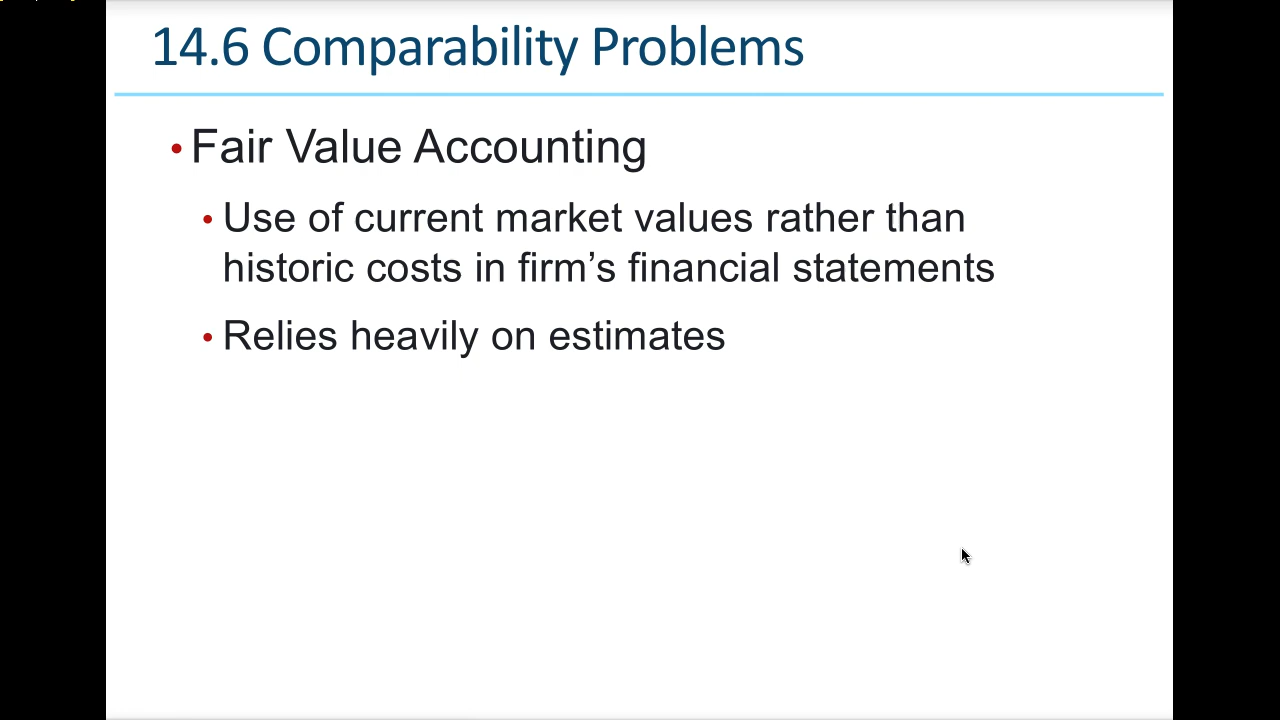 14.6 Comparability Problems
• Fair Value Accounting
• Use of current market values rather than
historic costs in firm’s financial statements
• Relies heavily on estimates